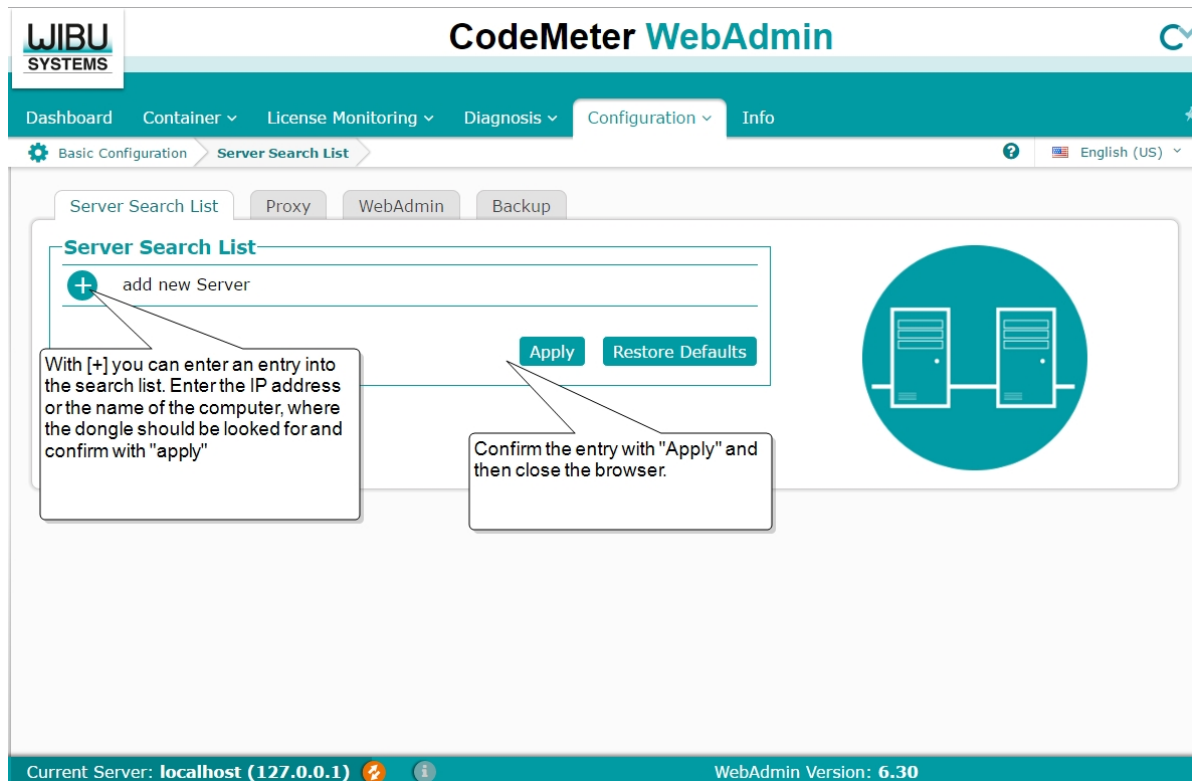 WIBU
SYSTEMS
CodeMeter WebAdmin
Dashboard Container License Monitoring Diagnosis Configuration Info
Basic Configuration Server Search List English (US)
Server Search List Proxy WebAdmin Backup
Server Search List
add new Server
Apply Restore Defaults
With [+] you can enter an entry into
the search list. Enter the IP address
or the name of the computer, where
the dongle should be looked for and
confirm with "apply"
Confirm the entry with "Apply" and
then close the browser.
Current Server: localhost (127.0.0.1) WebAdmin Version: 6.30